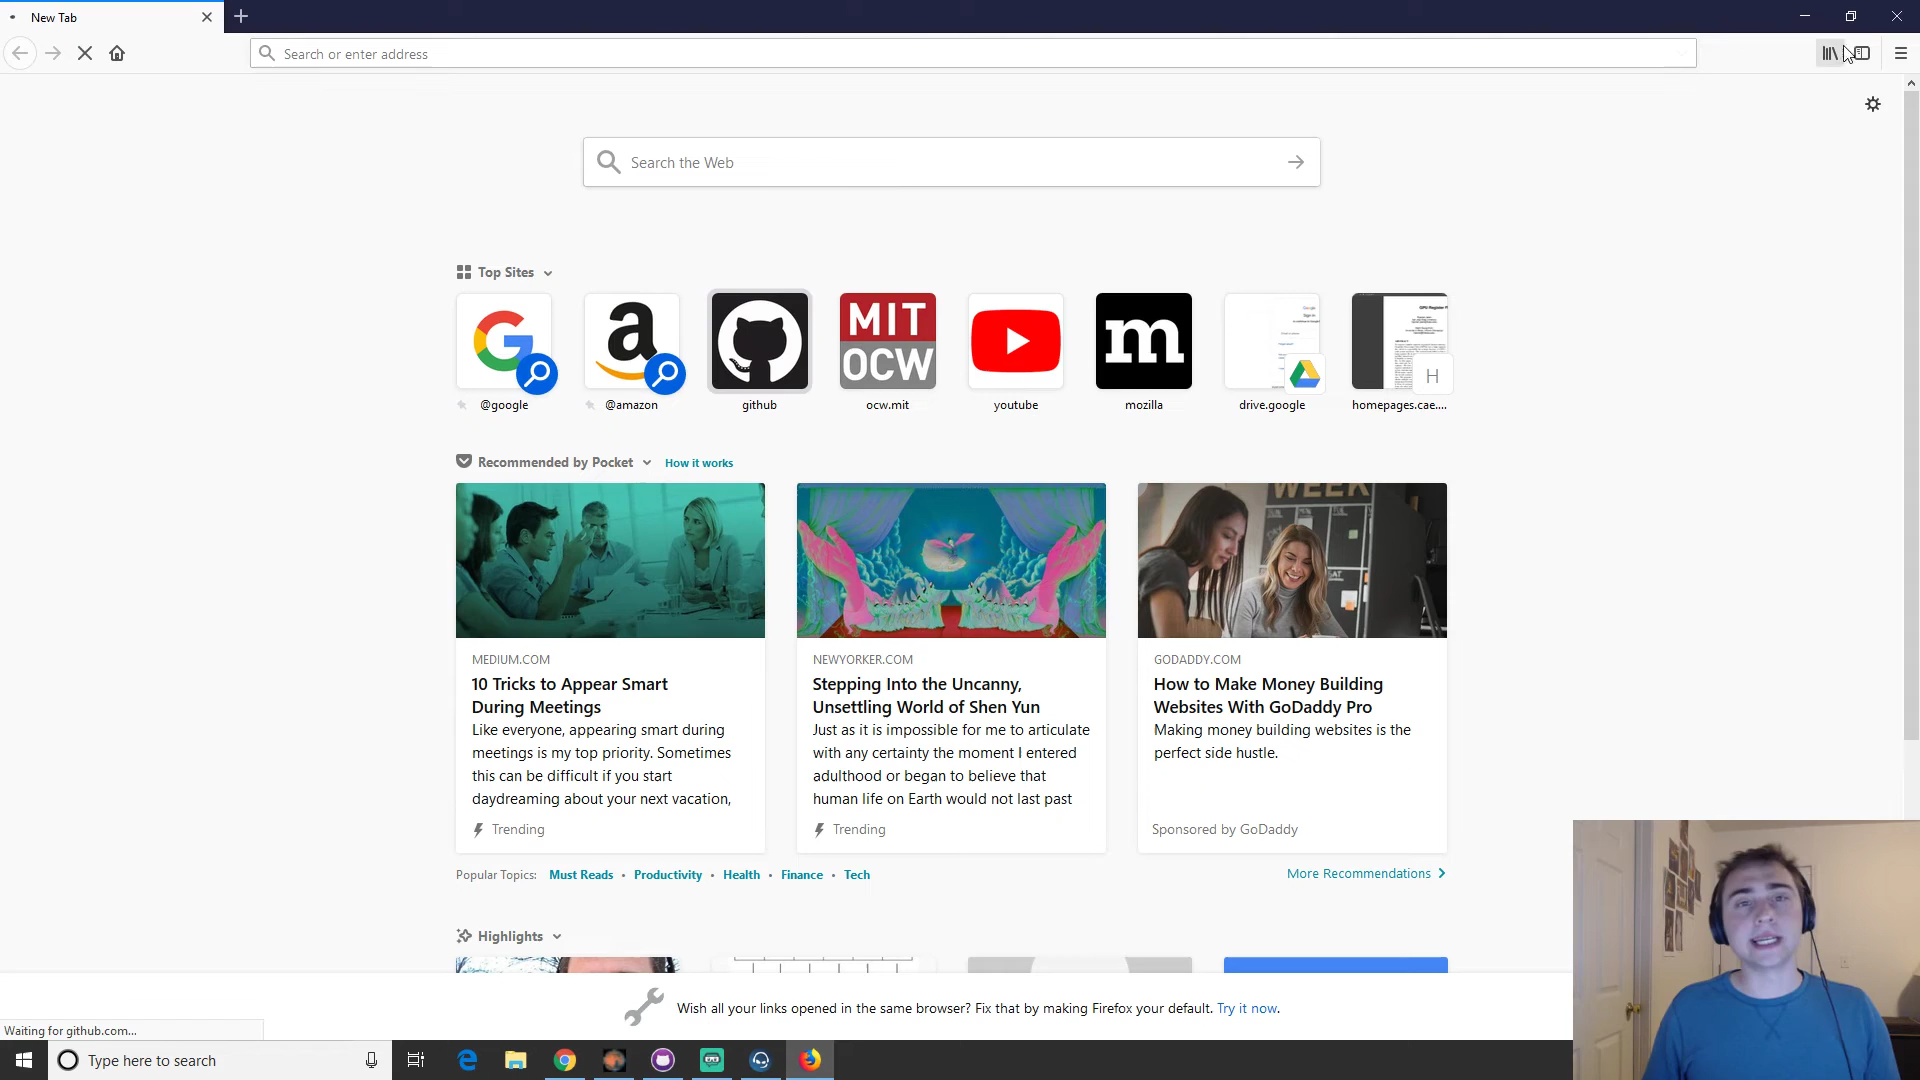 New Tab
Search or enter address
Search the Web
Top Sites
MIT
OCW
m
H
@google
@amazon
github
ocw.mit
youtube
mozilla
drive.google
homepages.cae....
Recommended by Pocket
How it works
WEEK
MEDIUM.COM
10 Tricks to Appear Smart
During Meetings
Like everyone, appearing smart during
meetings is my top priority. Sometimes
this can be difficult if you start
daydreaming about your next vacation,
Trending
NEWYORKER.COM
Stepping Into the Uncanny,
Unsettling World of Shen Yun
Just as it is impossible for me to articulate
with any certainty the moment I entered
adulthood or began to believe that
human life on Earth would not last past
Trending
GODADDY.COM
How to Make Money Building
Websites With GoDaddy Pro
Making money building websites is the
perfect side hustle.
Sponsored by GoDaddy
Popular Topics: Must Reads • Productivity • Health • Finance • Tech
More Recommendations
Highlights
Wish all your links opened in the same browser? Fix that by making Firefox your default. Try it now.
Waiting for github.com...
Type here to search